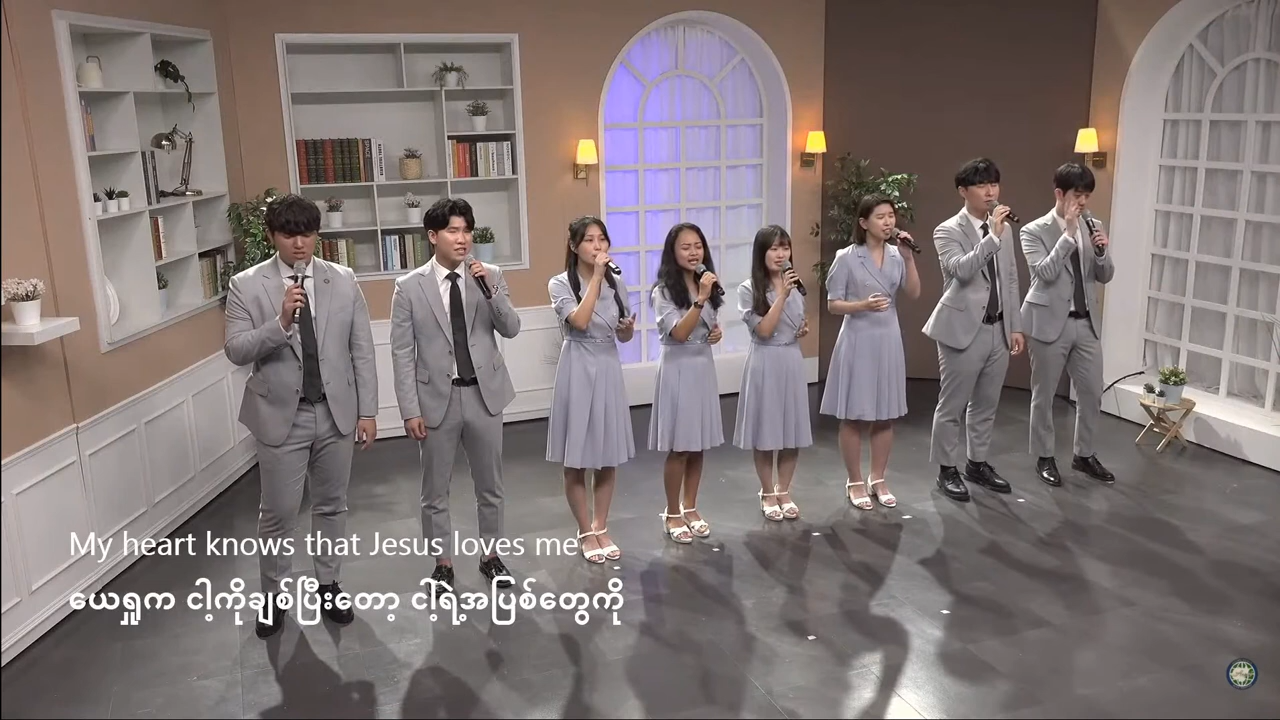 My heart knows that Jesus loves me
ယေရှုက ငါ့ကိုချစ်ပြီးတော့ ငါ့ရဲ့အပြစ်တွေကို